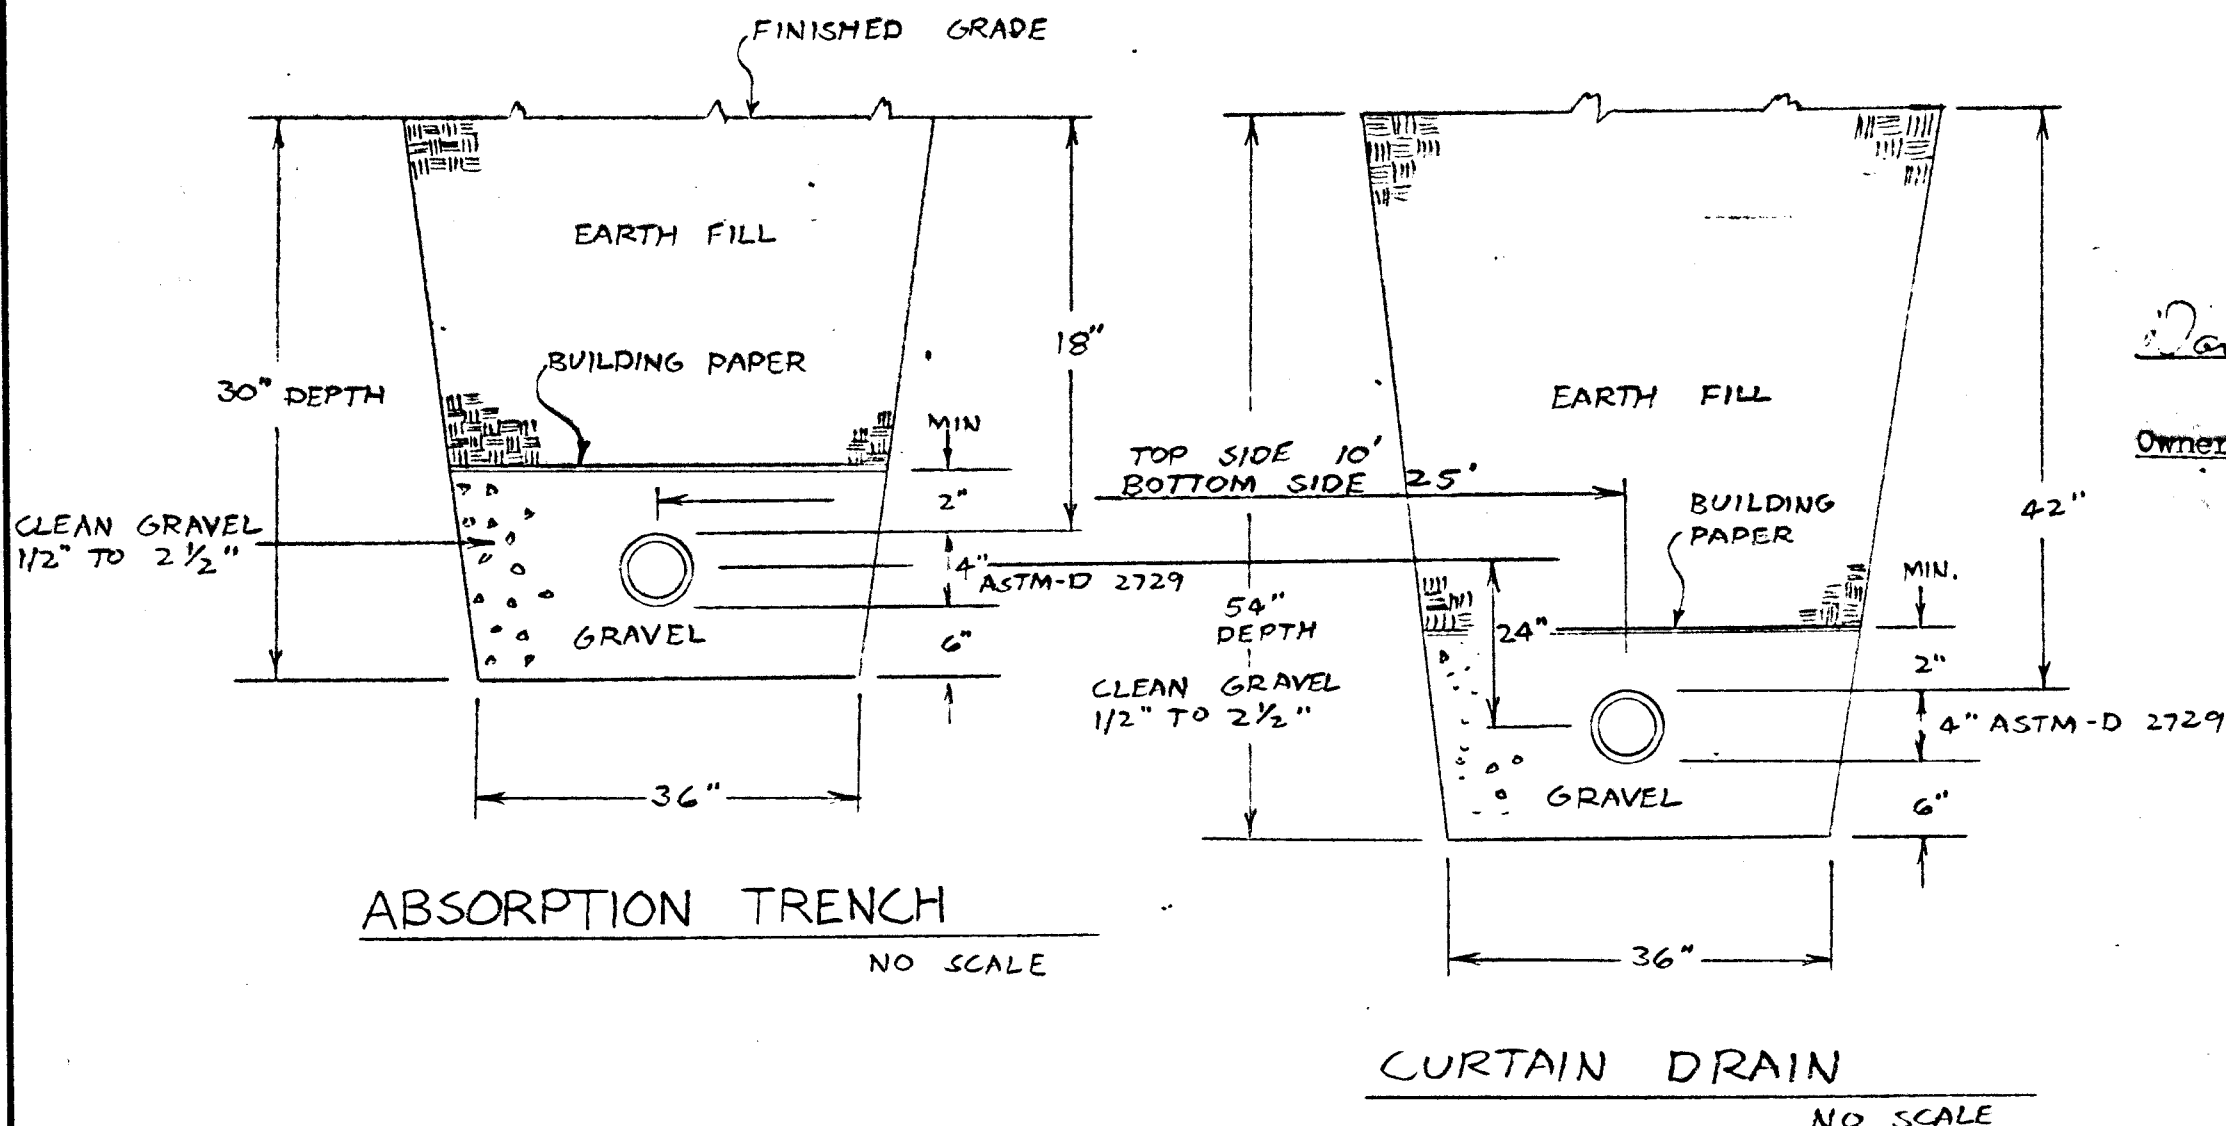 FINISHED GRADE
EARTH FILL
BUILDING PAPER
30" DEPTH
18"
MIN
2"
CLEAN GRAVEL
1/2" TO 2 1/2"
4"
ASTM-D 2729
GRAVEL
6"
36"
ABSORPTION TRENCH
NO SCALE
TOP SIDE 10'
BOTTOM SIDE 25'
EARTH FILL
BUILDING
PAPER
42"
MIN.
54"
DEPTH
24"
2"
CLEAN GRAVEL
1/2" TO 2 1/2"
4" ASTM-D 2729
GRAVEL
6"
36"
CURTAIN DRAIN
NO SCALE
Owner